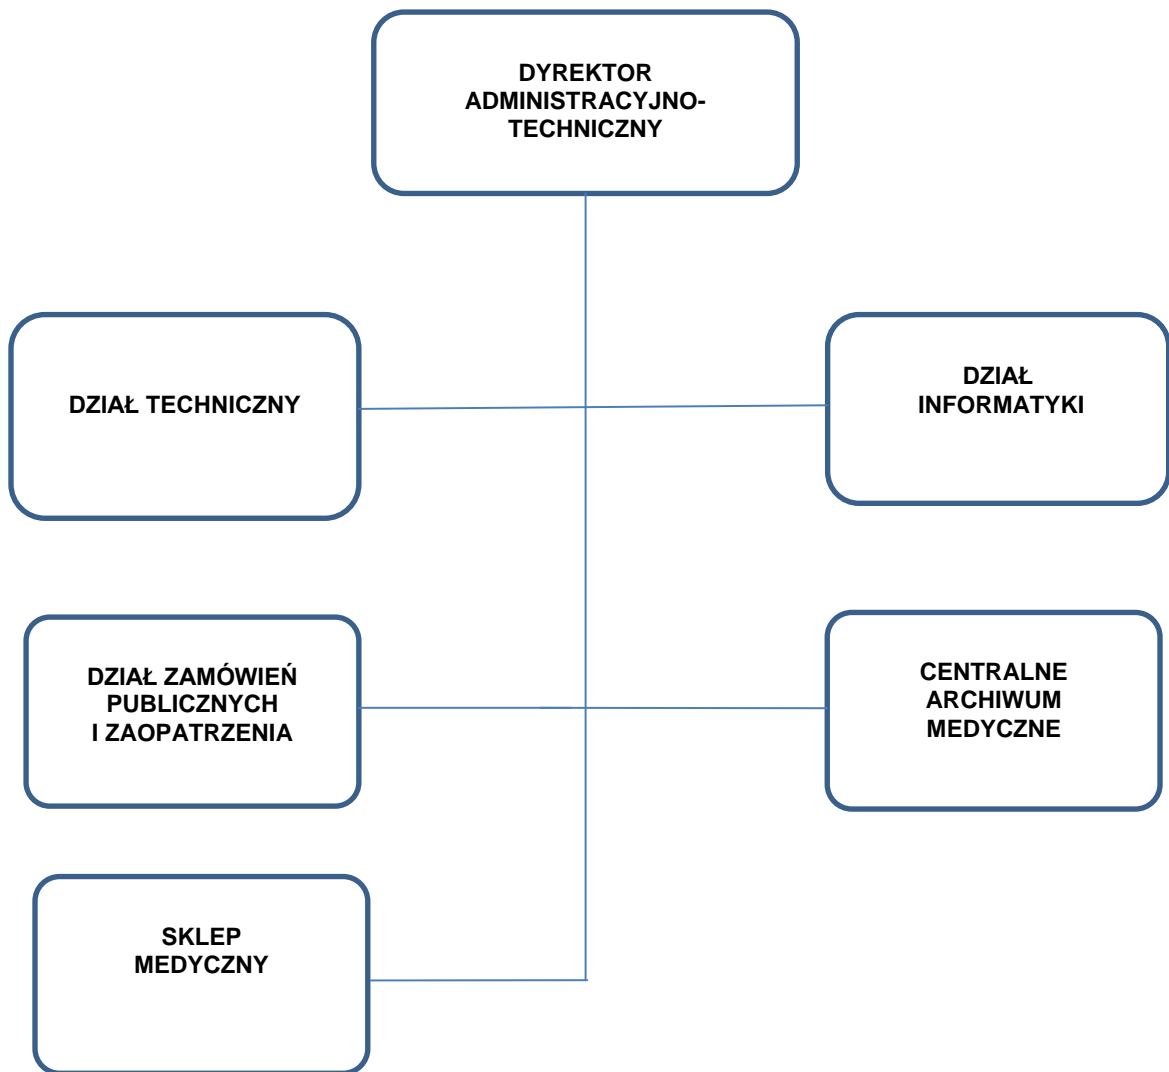 DYREKTOR
ADMINISTRACYJNO-
TECHNICZNY
DZIAŁ TECHNICZNY
DZIAŁ
INFORMATYKI
DZIAŁ ZAMÓWIEŃ
PUBLICZNYCH
I ZAOPATRZENIA
CENTRALNE
ARCHIWUM
MEDYCZNE
SKLEP
MEDYCZNY